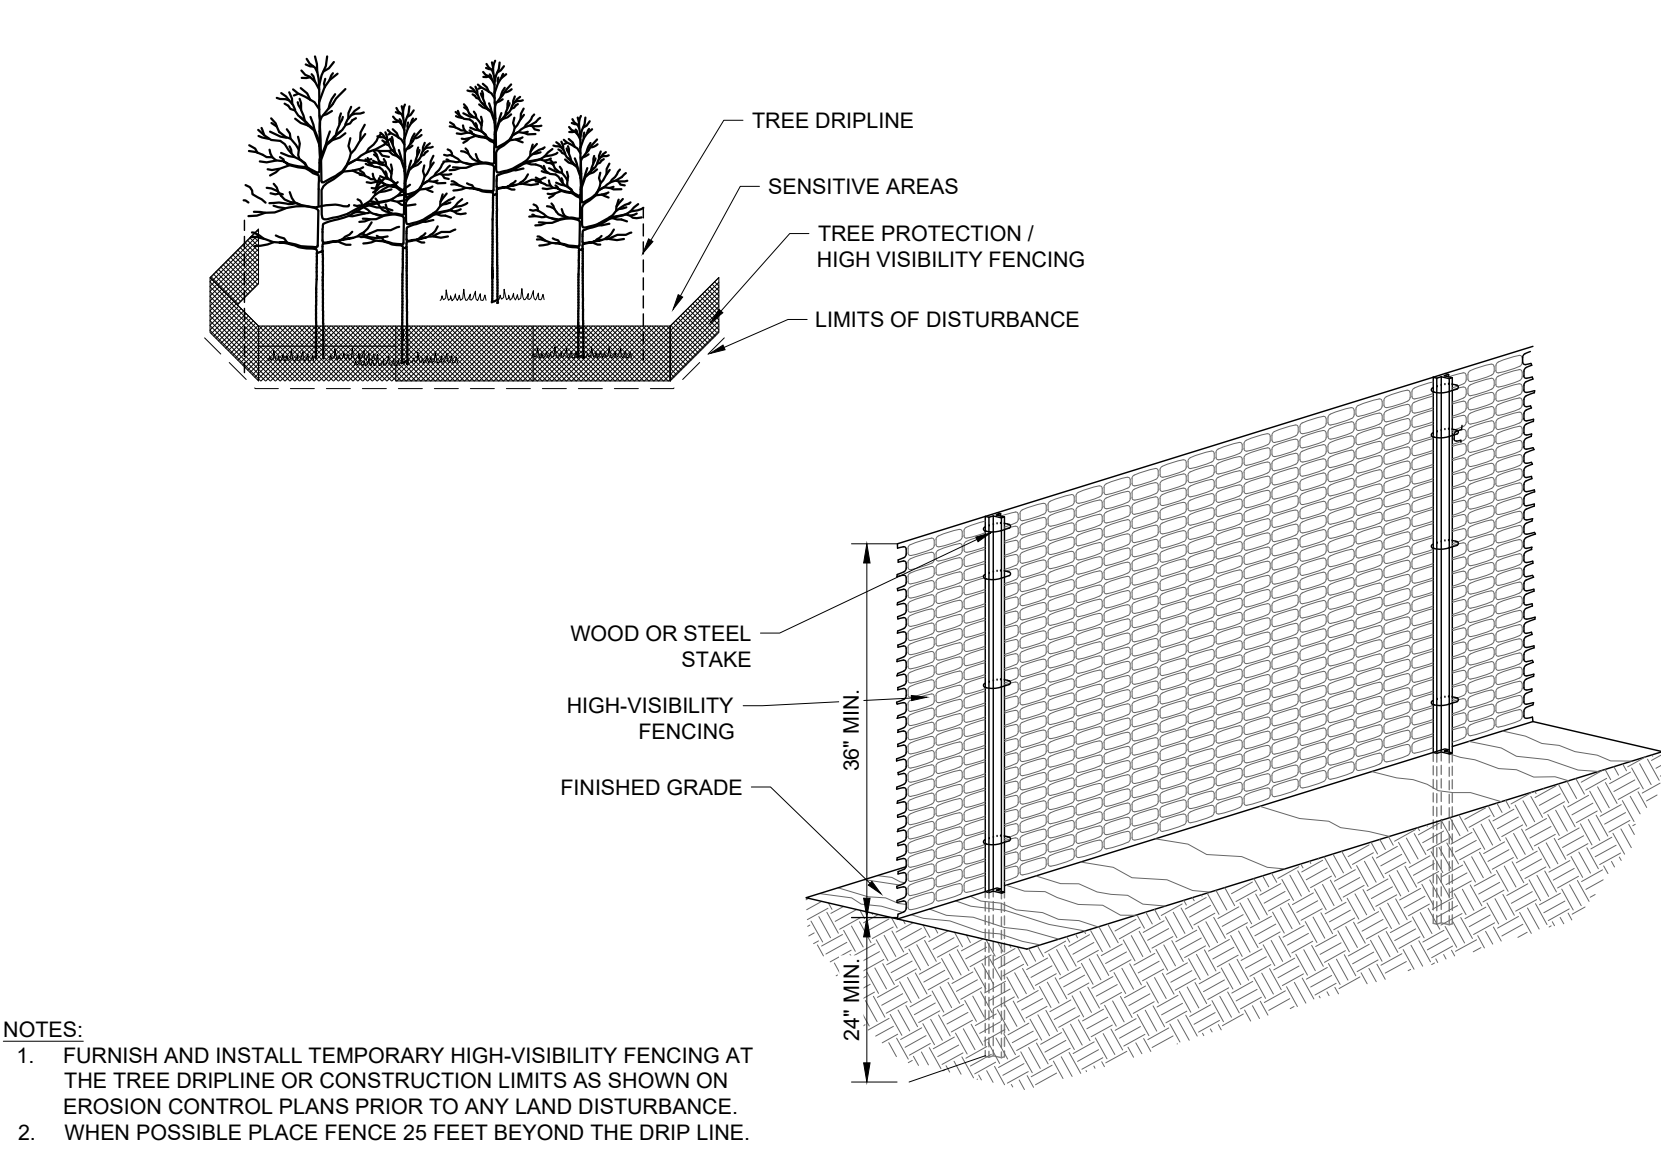 TREE DRIPLINE
SENSITIVE AREAS
TREE PROTECTION /
HIGH VISIBILITY FENCING
LIMITS OF DISTURBANCE
WOOD OR STEEL
STAKE
HIGH-VISIBILITY
FENCING
36" MIN.
FINISHED GRADE
24" MIN.
NOTES:
1. FURNISH AND INSTALL TEMPORARY HIGH-VISIBILITY FENCING AT
THE TREE DRIPLINE OR CONSTRUCTION LIMITS AS SHOWN ON
EROSION CONTROL PLANS PRIOR TO ANY LAND DISTURBANCE.
2. WHEN POSSIBLE PLACE FENCE 25 FEET BEYOND THE DRIP LINE.